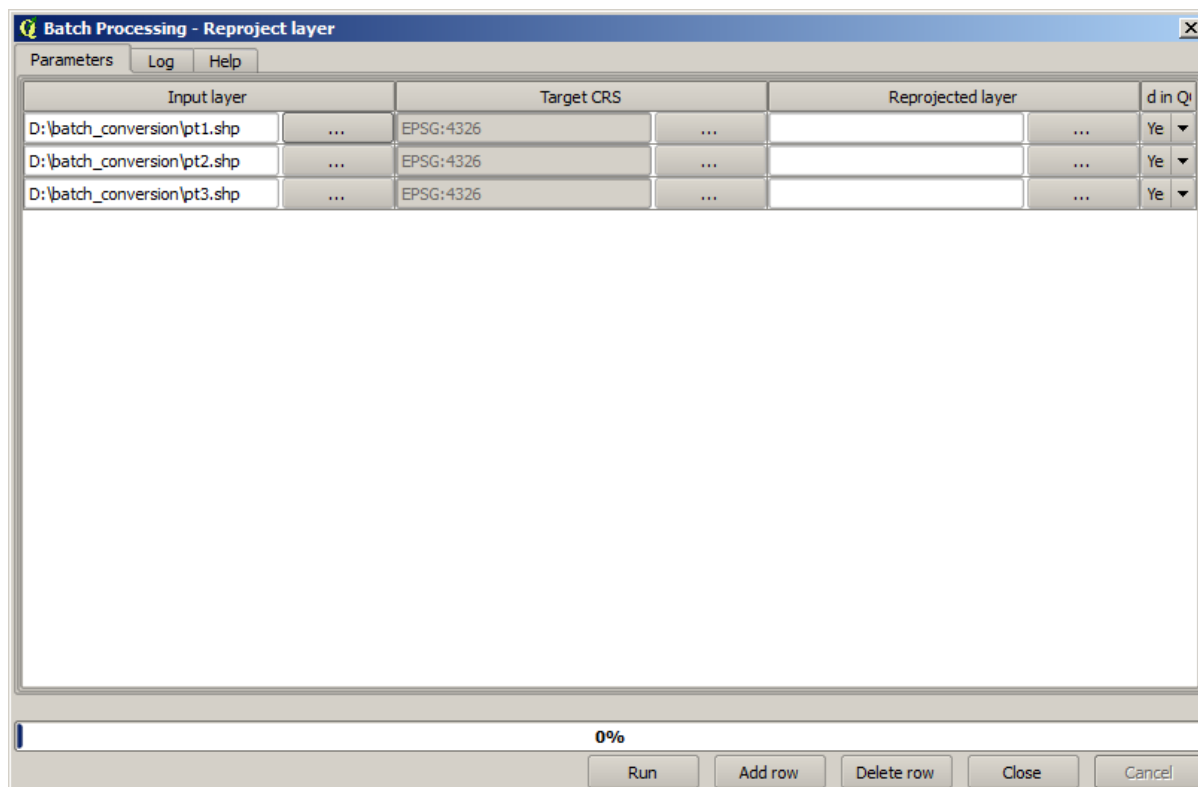 Batch Processing - Reproject layer
Parameters Log Help
Input layer Target CRS Reprojected layer d in Q
D:\batch_conversion\pt1.shp ... EPSG:4326 ... ... Ye
D:\batch_conversion\pt2.shp ... EPSG:4326 ... ... Ye
D:\batch_conversion\pt3.shp ... EPSG:4326 ... ... Ye
0%
Run Add row Delete row Close Cancel